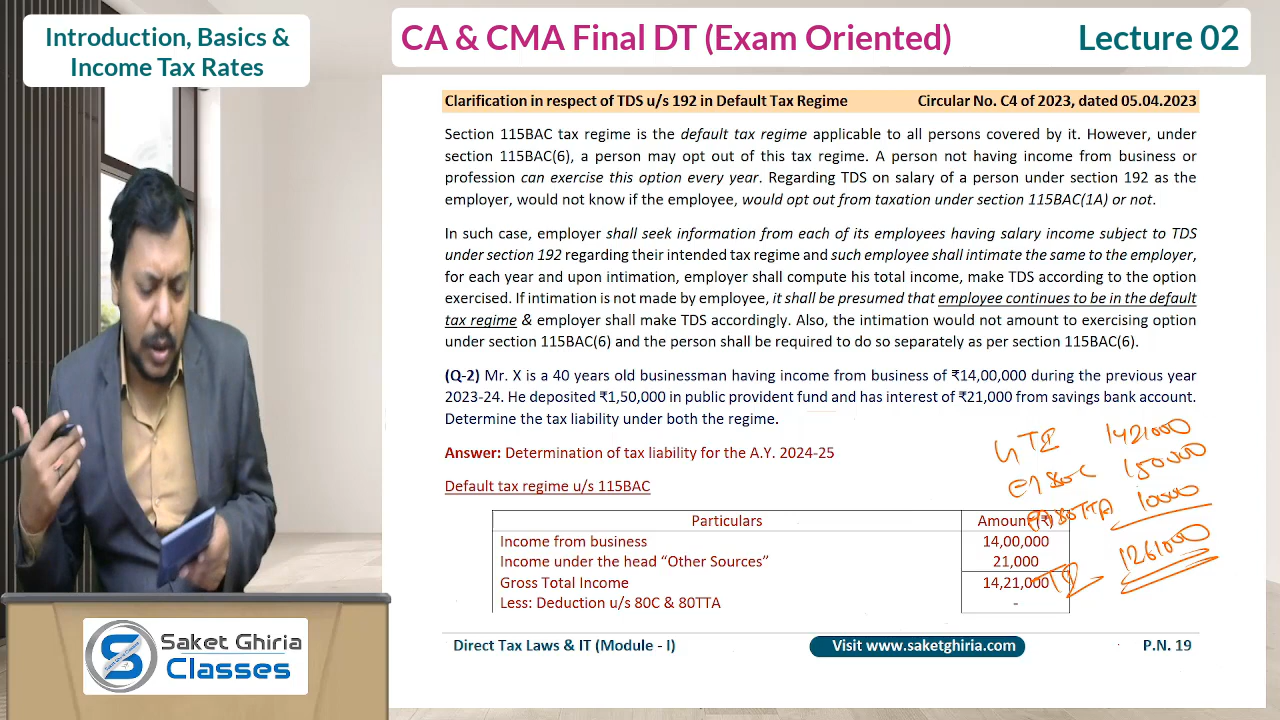 Introduction, Basics &
Income Tax Rates
CA & CMA Final DT (Exam Oriented)
Lecture 02
Clarification in respect of TDS u/s 192 in Default Tax Regime
Circular No. C4 of 2023, dated 05.04.2023
Section 115BAC tax regime is the default tax regime applicable to all persons covered by it. However, under
section 115BAC(6), a person may opt out of this tax regime. A person not having income from business or
profession can exercise this option every year. Regarding TDS on salary of a person under section 192 as the
employer, would not know if the employee, would opt out from taxation under section 115BAC(1A) or not.
In such case, employer shall seek information from each of its employees having salary income subject to TDS
under section 192 regarding their intended tax regime and such employee shall intimate the same to the employer,
for each year and upon intimation, employer shall compute his total income, make TDS according to the option
exercised. If intimation is not made by employee, it shall be presumed that employee continues to be in the default
tax regime & employer shall make TDS accordingly. Also, the intimation would not amount to exercising option
under section 115BAC(6) and the person shall be required to do so separately as per section 115BAC(6).
(Q-2) Mr. X is a 40 years old businessman having income from business of ₹14,00,000 during the previous year
2023-24. He deposited ₹1,50,000 in public provident fund and has interest of ₹21,000 from savings bank account.
Determine the tax liability under both the regime.
GTI 1421000
Answer: Determination of tax liability for the A.Y. 2024-25
(-) 80C 150000
Default tax regime u/s 115BAC
(-) 80TTA 10000
Particulars Amount (₹)
Income from business 14,00,000
1261000
Income under the head “Other Sources” 21,000
Gross Total Income 14,21,000
TI
Less: Deduction u/s 80C & 80TTA -
Direct Tax Laws & IT (Module - I)
Visit www.saketghiria.com
P.N. 19
Saket Ghiria
Classes